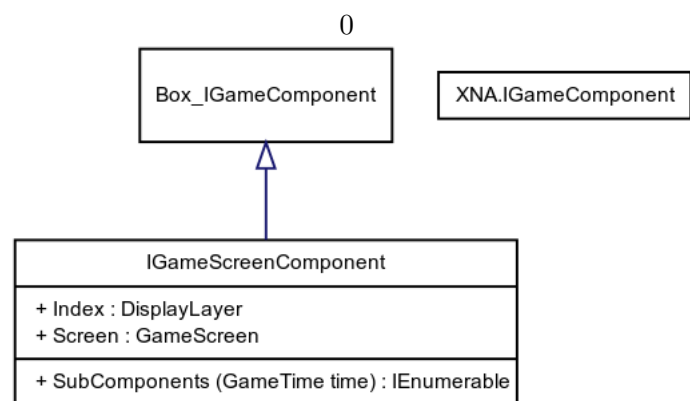 0
Box_IGameComponent
XNA.IGameComponent
IGameScreenComponent
+ Index : DisplayLayer
+ Screen : GameScreen
+ SubComponents (GameTime time) : IEnumerable